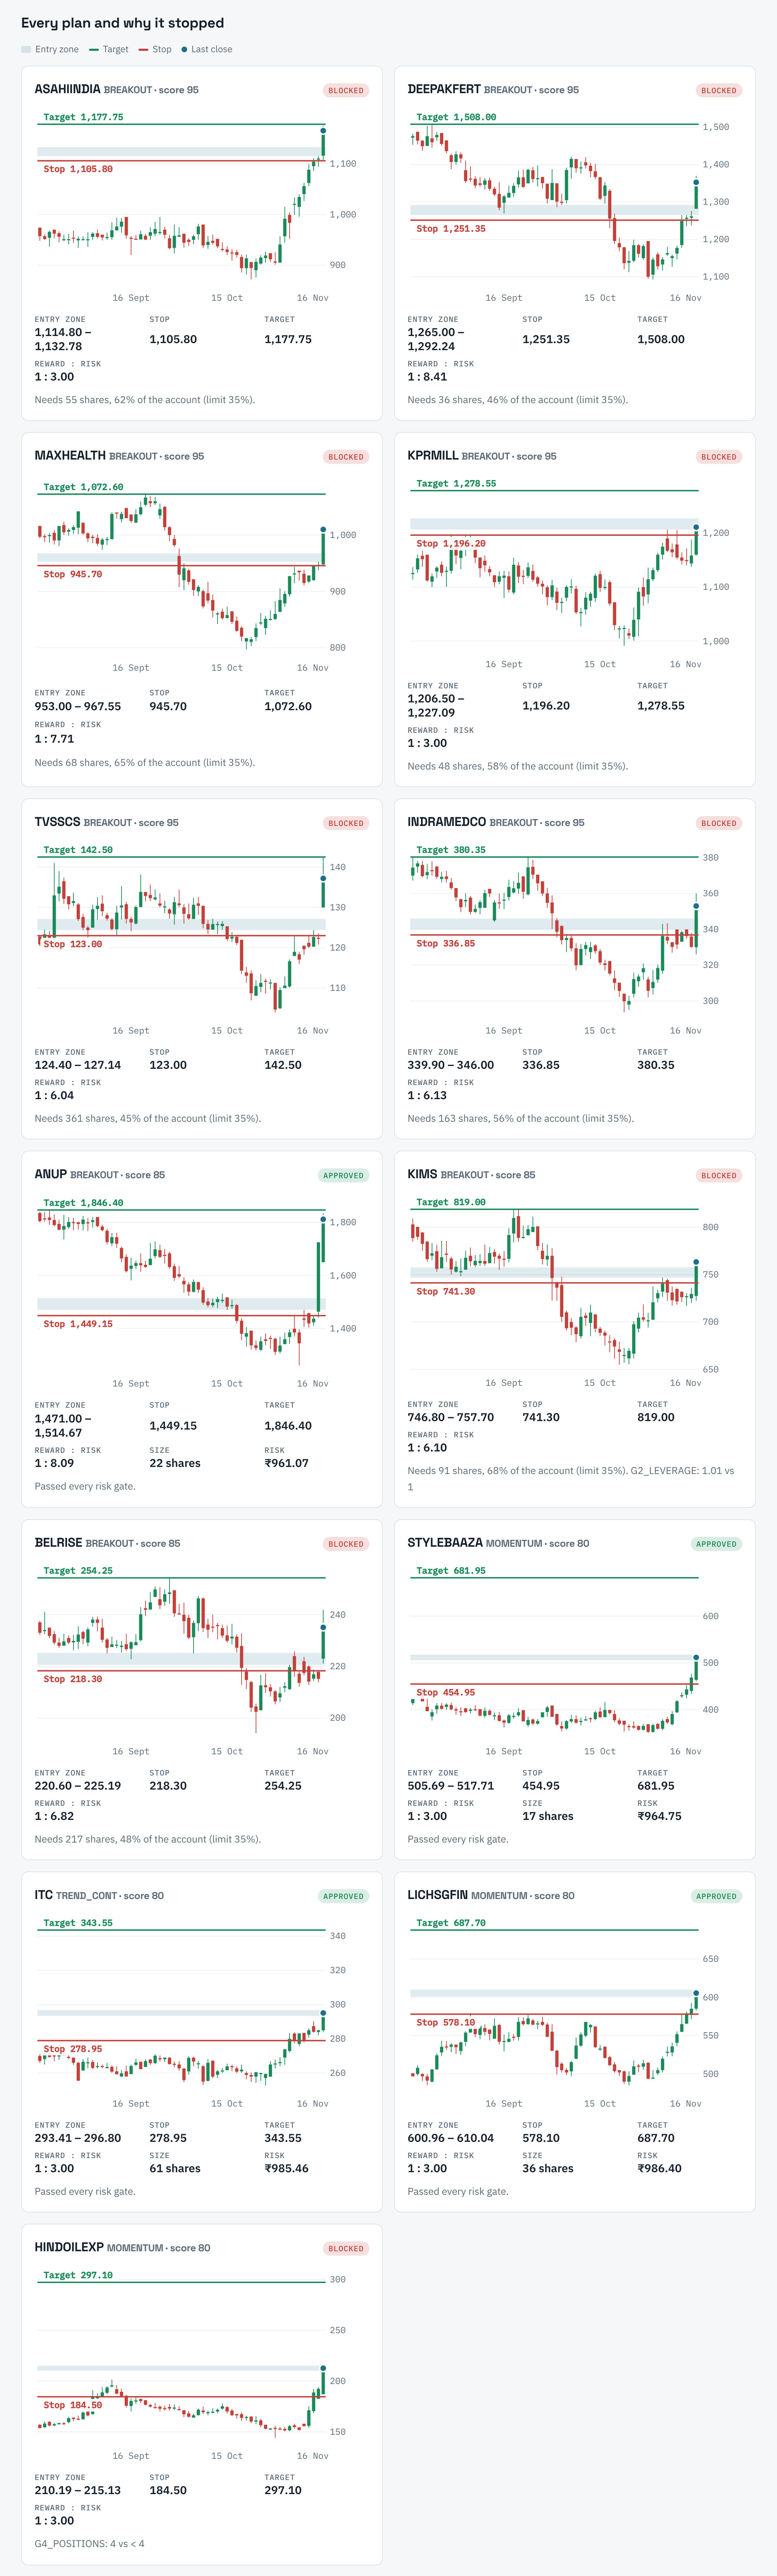 Every plan and why it stopped
Entry zone Target Stop Last close
ASAHIINDIA BREAKOUT · score 95 BLOCKED
Target 1,177.75
Stop 1,105.80
1,100
1,000
900
16 Sept 15 Oct 16 Nov
ENTRY ZONE STOP TARGET
1,114.80 –
1,132.78
1,105.80 1,177.75
REWARD : RISK
1 : 3.00
Needs 55 shares, 62% of the account (limit 35%).
DEEPAKFERT BREAKOUT · score 95 BLOCKED
Target 1,508.00
1,500
1,400
1,300
Stop 1,251.35
1,200
1,100
16 Sept 15 Oct 16 Nov
ENTRY ZONE STOP TARGET
1,265.00 –
1,292.24
1,251.35 1,508.00
REWARD : RISK
1 : 8.41
Needs 36 shares, 46% of the account (limit 35%).
MAXHEALTH BREAKOUT · score 95 BLOCKED
Target 1,072.60
1,000
Stop 945.70
900
800
16 Sept 15 Oct 16 Nov
ENTRY ZONE STOP TARGET
953.00 – 967.55 945.70 1,072.60
REWARD : RISK
1 : 7.71
Needs 68 shares, 65% of the account (limit 35%).
KPRMILL BREAKOUT · score 95 BLOCKED
Target 1,278.55
1,200
Stop 1,196.20
1,100
1,000
16 Sept 15 Oct 16 Nov
ENTRY ZONE STOP TARGET
1,206.50 –
1,227.09
1,196.20 1,278.55
REWARD : RISK
1 : 3.00
Needs 48 shares, 58% of the account (limit 35%).
TVSSCS BREAKOUT · score 95 BLOCKED
Target 142.50
140
130
Stop 123.00
120
110
16 Sept 15 Oct 16 Nov
ENTRY ZONE STOP TARGET
124.40 – 127.14 123.00 142.50
REWARD : RISK
1 : 6.04
Needs 361 shares, 45% of the account (limit 35%).
INDRAMEDCO BREAKOUT · score 95 BLOCKED
Target 380.35
380
360
340
Stop 336.85
320
300
16 Sept 15 Oct 16 Nov
ENTRY ZONE STOP TARGET
339.90 – 346.00 336.85 380.35
REWARD : RISK
1 : 6.13
Needs 163 shares, 56% of the account (limit 35%).
ANUP BREAKOUT · score 85 APPROVED
Target 1,846.40
1,800
1,600
Stop 1,449.15
1,400
16 Sept 15 Oct 16 Nov
ENTRY ZONE STOP TARGET
1,471.00 –
1,514.67
1,449.15 1,846.40
REWARD : RISK SIZE RISK
1 : 8.09 22 shares ₹961.07
Passed every risk gate.
KIMS BREAKOUT · score 85 BLOCKED
Target 819.00
800
750
Stop 741.30
700
650
16 Sept 15 Oct 16 Nov
ENTRY ZONE STOP TARGET
746.80 – 757.70 741.30 819.00
REWARD : RISK
1 : 6.10
Needs 91 shares, 68% of the account (limit 35%). G2_LEVERAGE: 1.01 vs
1
BELRISE BREAKOUT · score 85 BLOCKED
Target 254.25
240
220
Stop 218.30
200
16 Sept 15 Oct 16 Nov
ENTRY ZONE STOP TARGET
220.60 – 225.19 218.30 254.25
REWARD : RISK
1 : 6.82
Needs 217 shares, 48% of the account (limit 35%).
STYLEBAAZA MOMENTUM · score 80 APPROVED
Target 681.95
600
500
Stop 454.95
400
16 Sept 15 Oct 16 Nov
ENTRY ZONE STOP TARGET
505.69 – 517.71 454.95 681.95
REWARD : RISK SIZE RISK
1 : 3.00 17 shares ₹964.75
Passed every risk gate.
ITC TREND_CONT · score 80 APPROVED
Target 343.55
340
320
300
280
Stop 278.95
260
16 Sept 15 Oct 16 Nov
ENTRY ZONE STOP TARGET
293.41 – 296.80 278.95 343.55
REWARD : RISK SIZE RISK
1 : 3.00 61 shares ₹985.46
Passed every risk gate.
LICHSGFIN MOMENTUM · score 80 APPROVED
Target 687.70
650
600
Stop 578.10
550
500
16 Sept 15 Oct 16 Nov
ENTRY ZONE STOP TARGET
600.96 – 610.04 578.10 687.70
REWARD : RISK SIZE RISK
1 : 3.00 36 shares ₹986.40
Passed every risk gate.
HINDOILEXP MOMENTUM · score 80 BLOCKED
Target 297.10
300
250
200
Stop 184.50
150
16 Sept 15 Oct 16 Nov
ENTRY ZONE STOP TARGET
210.19 – 215.13 184.50 297.10
REWARD : RISK
1 : 3.00
G4_POSITIONS: 4 vs < 4